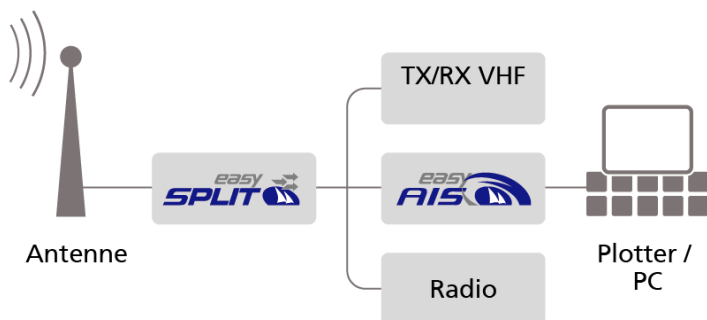 TX/RX VHF
easy
SPLIT
easy
AIS
Antenne
Radio
Plotter /
PC